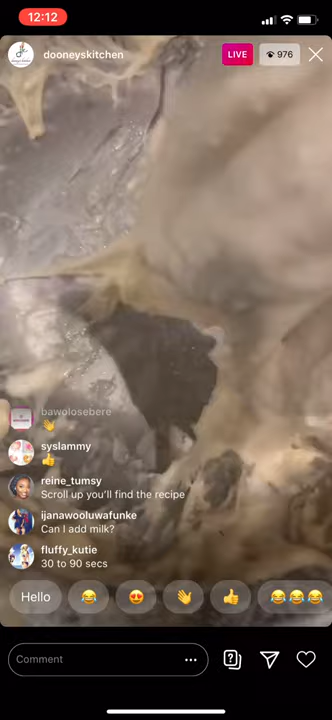 12:12
dooneyskitchen
LIVE
976
bawolosebere
👋
syslammy
👍
reine_tumsy
Scroll up you'll find the recipe
ijanawooluwafunke
Can I add milk?
fluffy_kutie
30 to 90 secs
Hello 😂 😍 👋 👍 😂😂😂
Comment